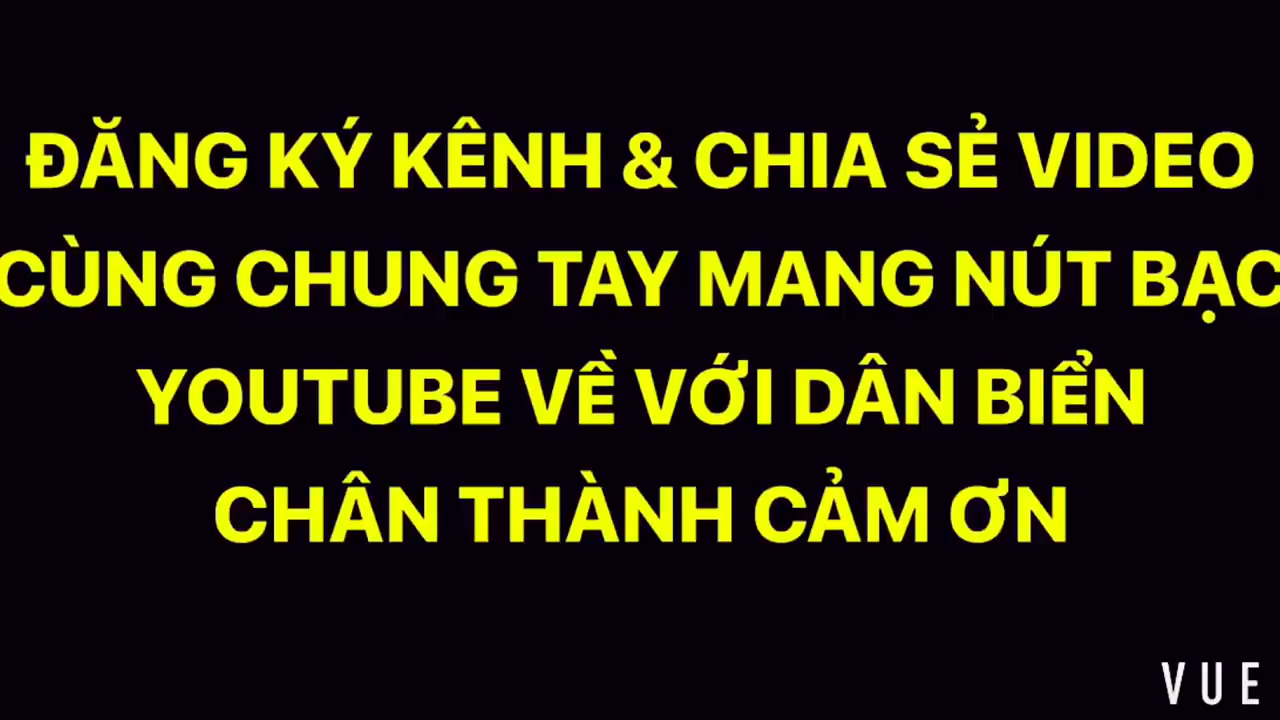 ĐĂNG KÝ KÊNH & CHIA SẺ VIDEO
CÙNG CHUNG TAY MANG NÚT BẠC
YOUTUBE VỀ VỚI DÂN BIỂN
CHÂN THÀNH CẢM ƠN
VUE